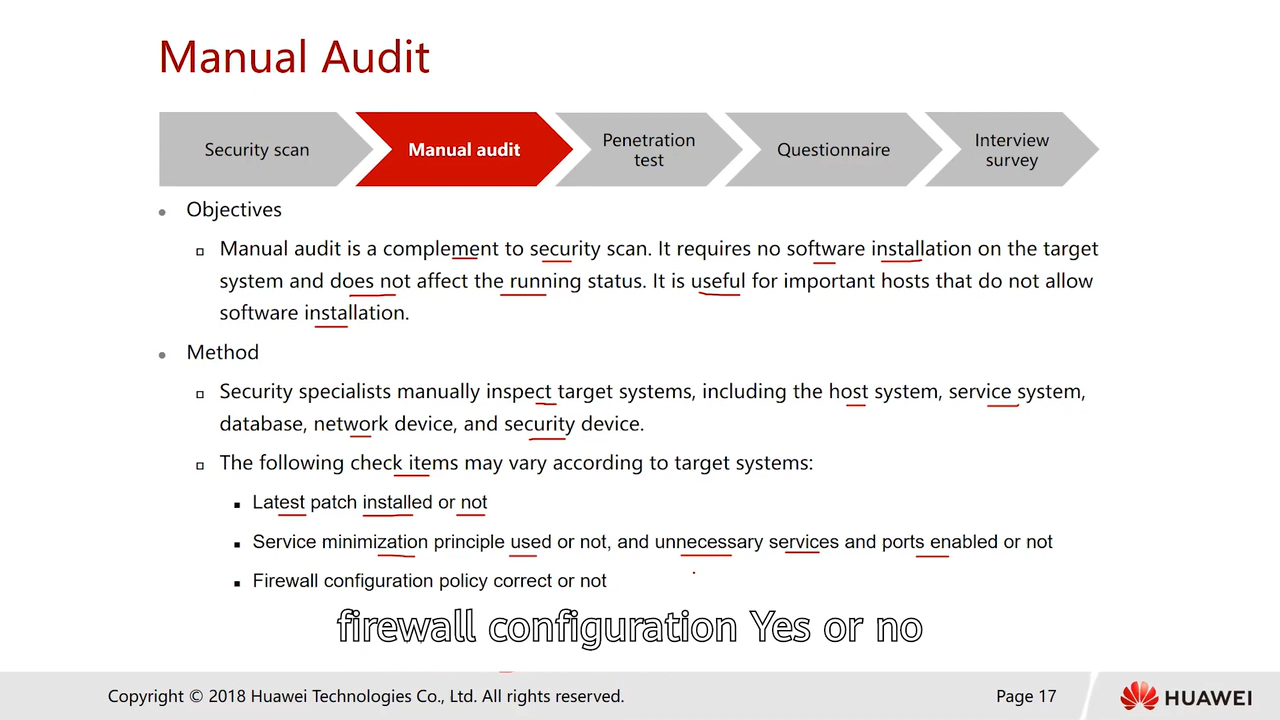 Manual Audit
Security scan
Manual audit
Penetration
test
Questionnaire
Interview
survey
Objectives
Manual audit is a complement to security scan. It requires no software installation on the target
system and does not affect the running status. It is useful for important hosts that do not allow
software installation.
Method
Security specialists manually inspect target systems, including the host system, service system,
database, network device, and security device.
The following check items may vary according to target systems:
Latest patch installed or not
Service minimization principle used or not, and unnecessary services and ports enabled or not
Firewall configuration policy correct or not
firewall configuration Yes or no
Copyright © 2018 Huawei Technologies Co., Ltd. All rights reserved.
Page 17
HUAWEI